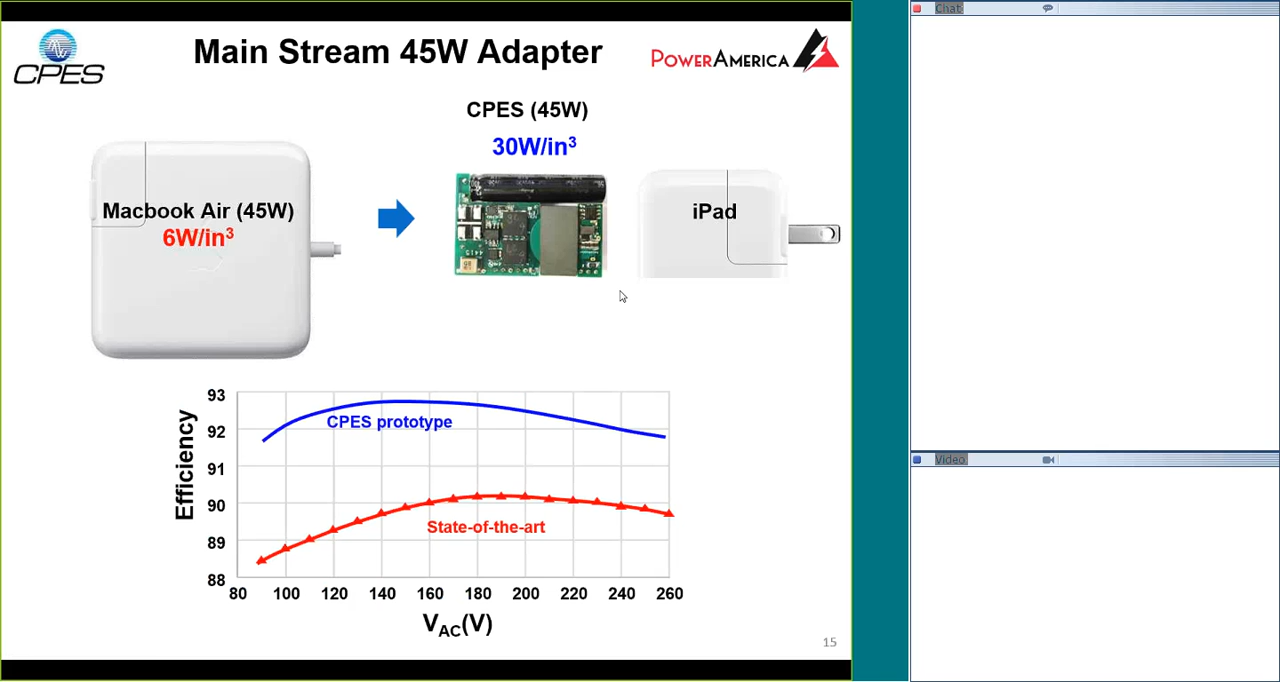 CPES
Main Stream 45W Adapter
POWERAMERICA
CPES (45W)
30W/in³
Macbook Air (45W)
6W/in³
iPad
Efficiency
93
92
91
90
89
88
CPES prototype
State-of-the-art
80 100 120 140 160 180 200 220 240 260
VAC(V)
15
Chat
Video